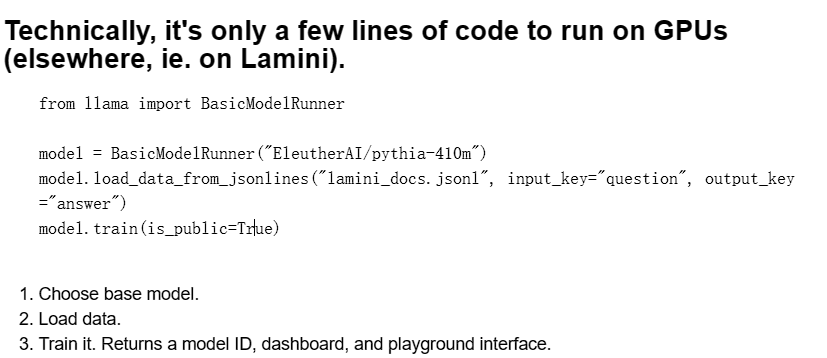 Technically, it's only a few lines of code to run on GPUs
(elsewhere, ie. on Lamini).
from llama import BasicModelRunner
model = BasicModelRunner("EleutherAI/pythia-410m")
model.load_data_from_jsonlines("lamini_docs.jsonl", input_key="question", output_key
="answer")
model.train(is_public=True)
1. Choose base model.
2. Load data.
3. Train it. Returns a model ID, dashboard, and playground interface.